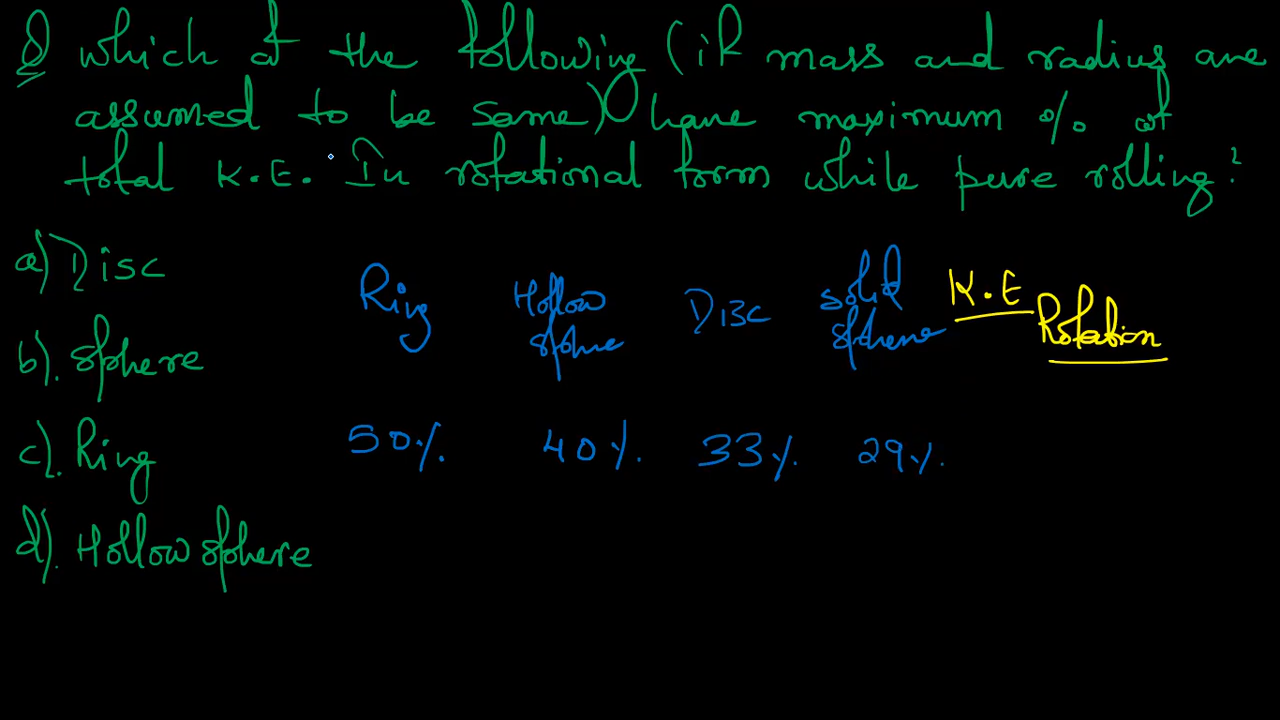 Q which of the following (if mass and radius are
assumed to be same) have maximum % of
total K.E. In rotational form while pure rolling?
a) Disc
b). Sphere
c). Ring
d). Hollow sphere
Ring Hollow sphere Disc solid sphere K.E Rotation
50% 40% 33% 29%